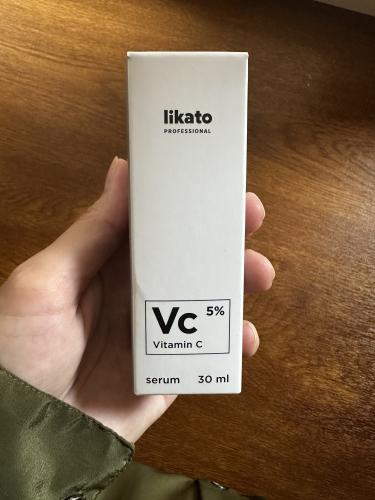 likato
PROFESSIONAL
Vc 5%
Vitamin C
serum 30 ml